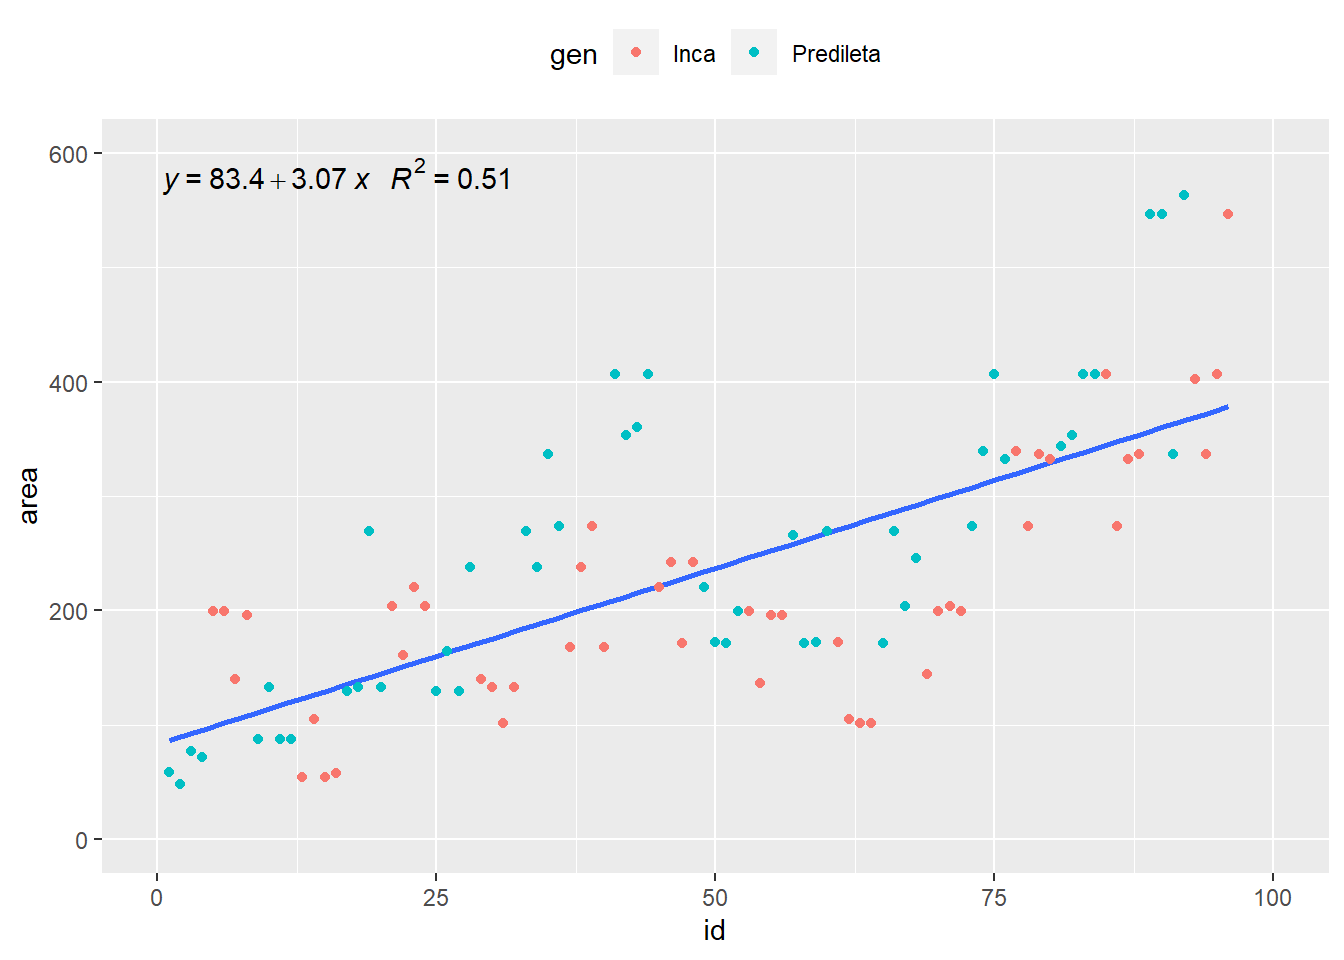 gen Inca Predileta
y = 83.4 + 3.07 x R² = 0.51
600
400
200
0
area
0 25 50 75 100
id